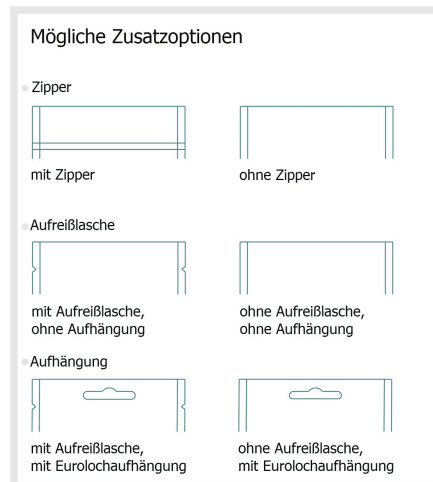 Mögliche Zusatzoptionen
Zipper
mit Zipper
ohne Zipper
Aufreißlasche
mit Aufreißlasche,
ohne Aufhängung
ohne Aufreißlasche,
ohne Aufhängung
Aufhängung
mit Aufreißlasche,
mit Eurolochaufhängung
ohne Aufreißlasche,
mit Eurolochaufhängung